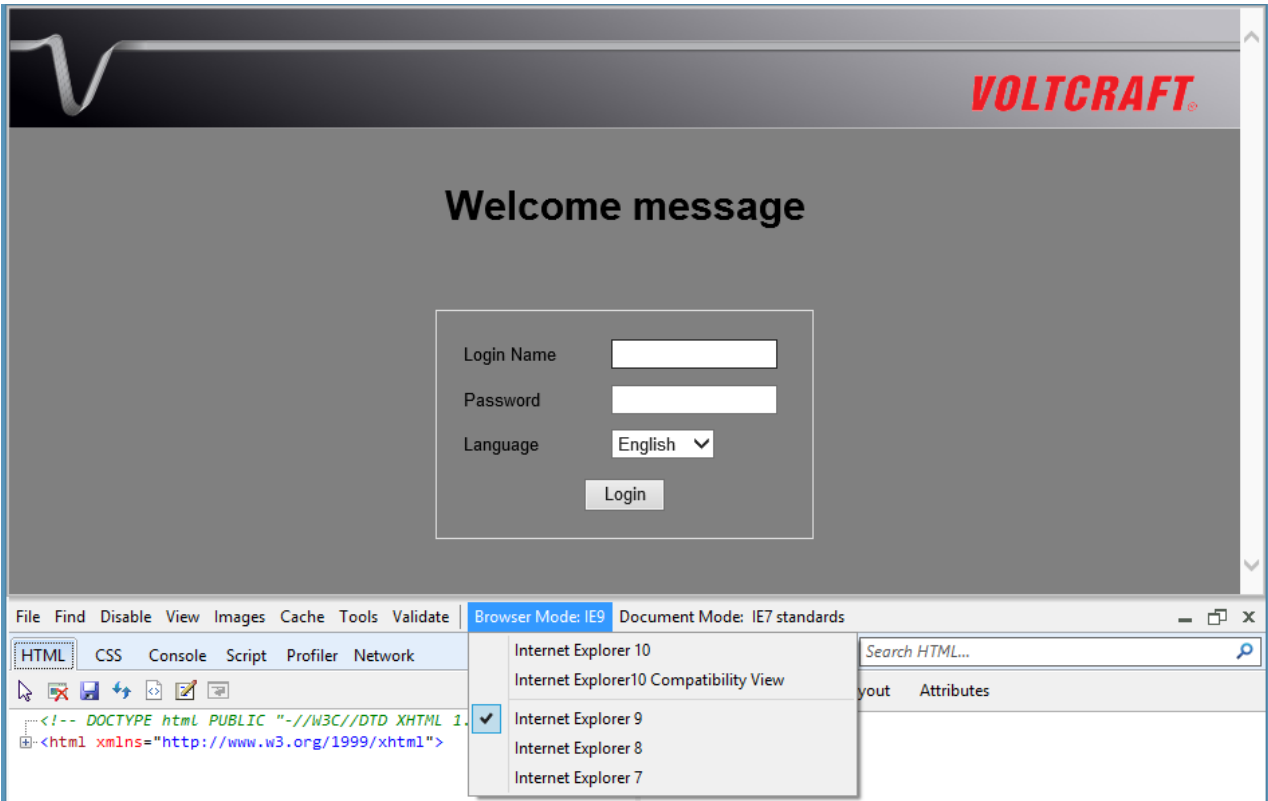 VOLTCRAFT®
Welcome message
Login Name
Password
Language English
Login
File Find Disable View Images Cache Tools Validate Browser Mode: IE9 Document Mode: IE7 standards
HTML CSS Console Script Profiler Network Search HTML...
Internet Explorer 10
Internet Explorer10 Compatibility View
yout Attributes
Internet Explorer 9
Internet Explorer 8
Internet Explorer 7
<!-- DOCTYPE html PUBLIC "-//W3C//DTD XHTML 1.
<html xmlns="http://www.w3.org/1999/xhtml">